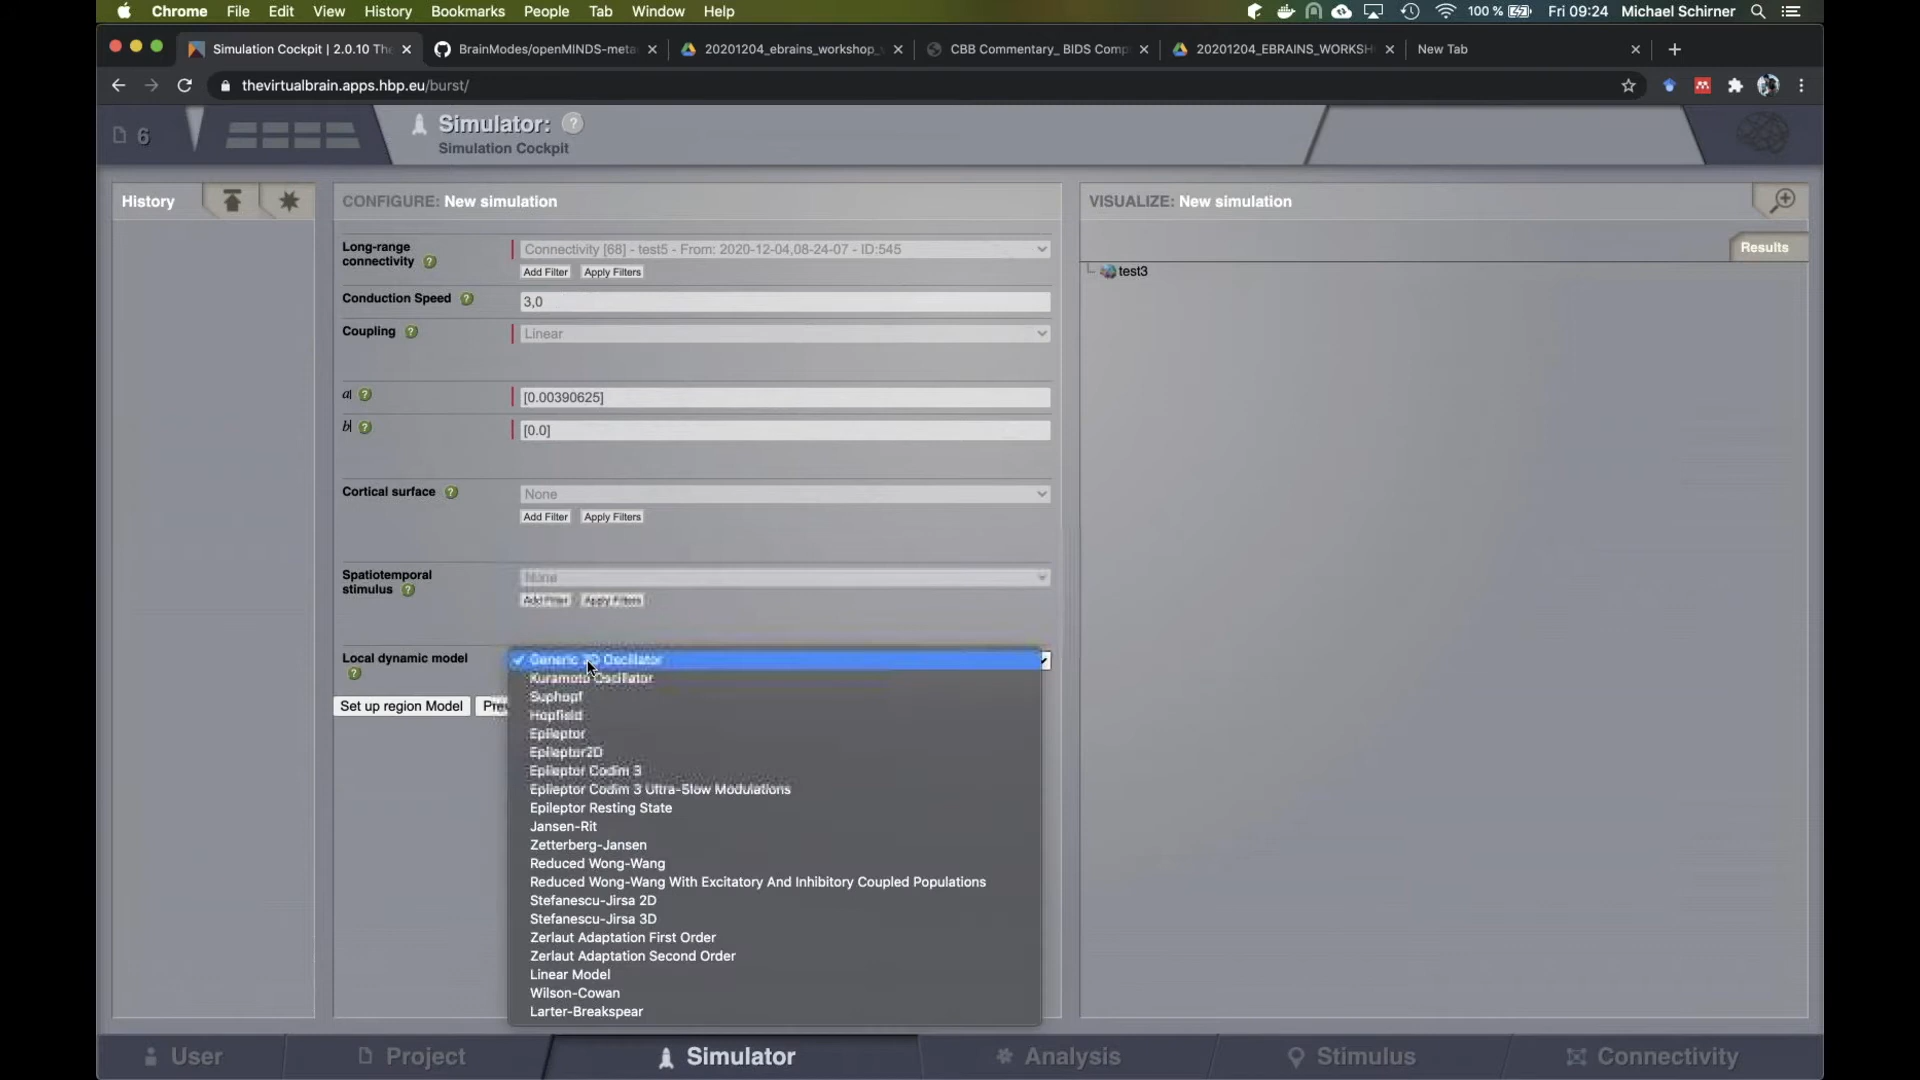 Chrome File Edit View History Bookmarks People Tab Window Help 100 % Fri 09:24 Michael Schirner
Simulation Cockpit | 2.0.10 The BrainModes/openMINDS-meta 20201204_ebrains_workshop_ CBB Commentary_ BIDS Comp 20201204_EBRAINS_WORKSH New Tab
thevirtualbrain.apps.hbp.eu/burst/
6
Simulator: ?
Simulation Cockpit
History
CONFIGURE: New simulation
Long-range
connectivity ?
Connectivity [68] - test5 - From: 2020-12-04,08-24-07 - ID:545
Add Filter Apply Filters
Conduction Speed ?
3,0
Coupling ?
Linear
a ?
[0.00390625]
b ?
[0.0]
Cortical surface ?
None
Add Filter Apply Filters
Spatiotemporal
stimulus ?
None
Add Filter Apply Filters
Local dynamic model
?
Generic 2D Oscillator
Kuramoto Oscillator
Suphopf
Hopfield
Epileptor
Epileptor2D
Epileptor Codim 3
Epileptor Codim 3 Ultra-Slow Modulations
Epileptor Resting State
Jansen-Rit
Zetterberg-Jansen
Reduced Wong-Wang
Reduced Wong-Wang With Excitatory And Inhibitory Coupled Populations
Stefanescu-Jirsa 2D
Stefanescu-Jirsa 3D
Zerlaut Adaptation First Order
Zerlaut Adaptation Second Order
Linear Model
Wilson-Cowan
Larter-Breakspear
Set up region Model
VISUALIZE: New simulation
Results
test3
User Project Simulator Analysis Stimulus Connectivity